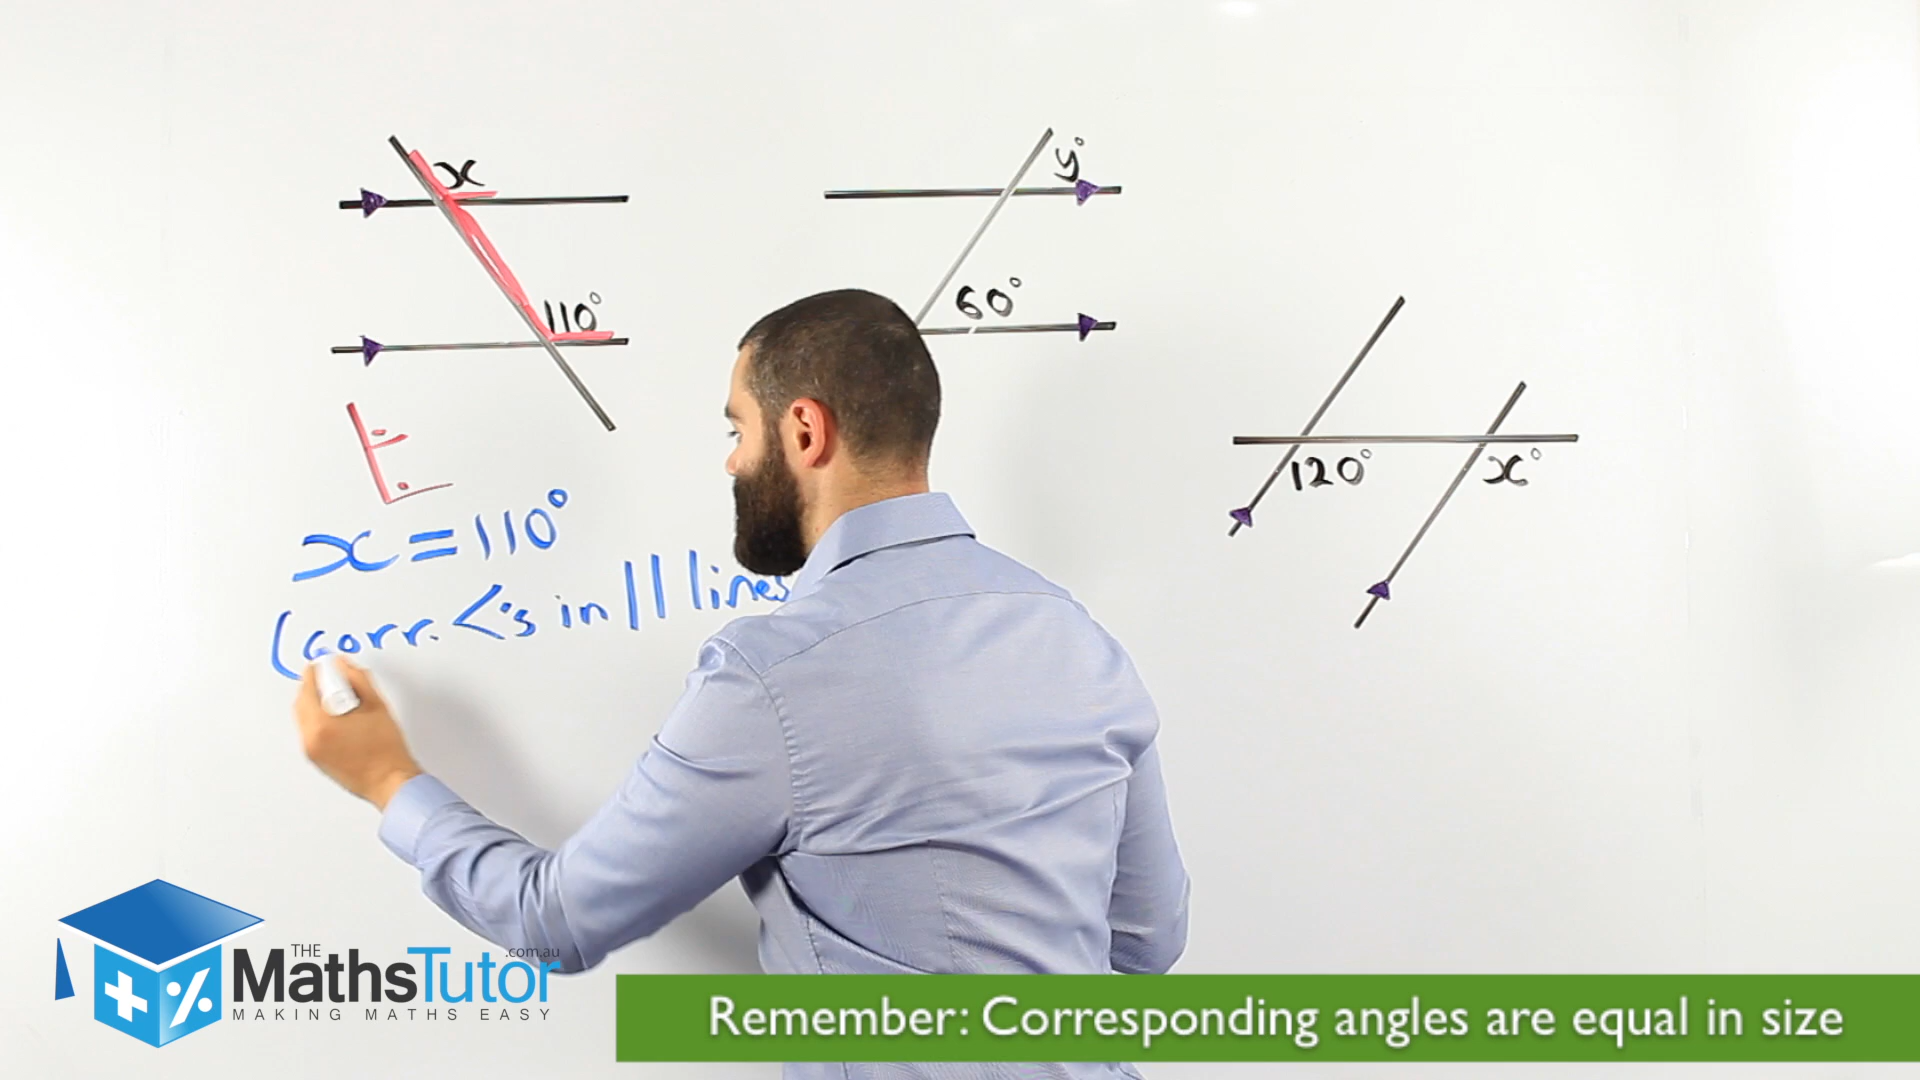 x
110°
y°
60°
120°
x°
x = 110°
(corr. <'s in || lines
THE
MathsTutor
.com.au
MAKING MATHS EASY
Remember: Corresponding angles are equal in size